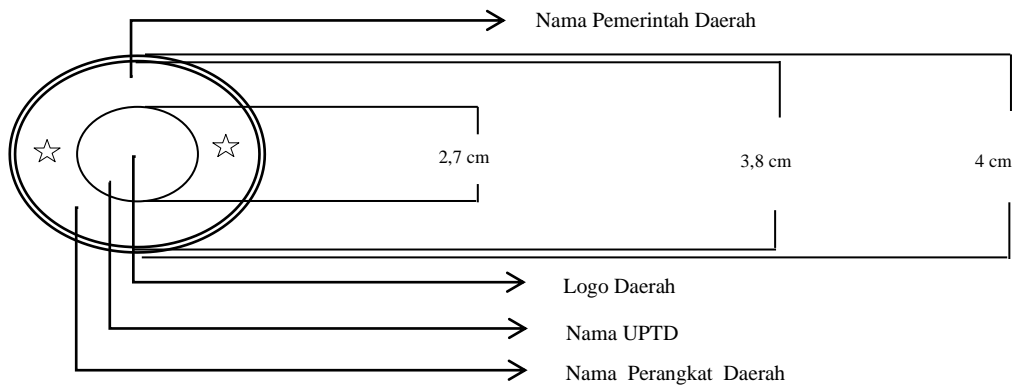 Nama Pemerintah Daerah
2,7 cm
3,8 cm
4 cm
Logo Daerah
Nama UPTD
Nama Perangkat Daerah